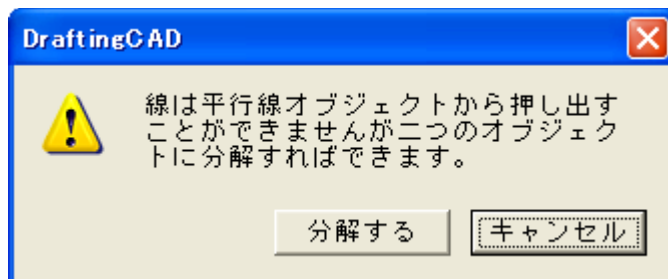 DraftingCAD
線は平行線オブジェクトから押し出す
ことができませんが二つのオブジェク
トに分解すればできます。
分解する
キャンセル